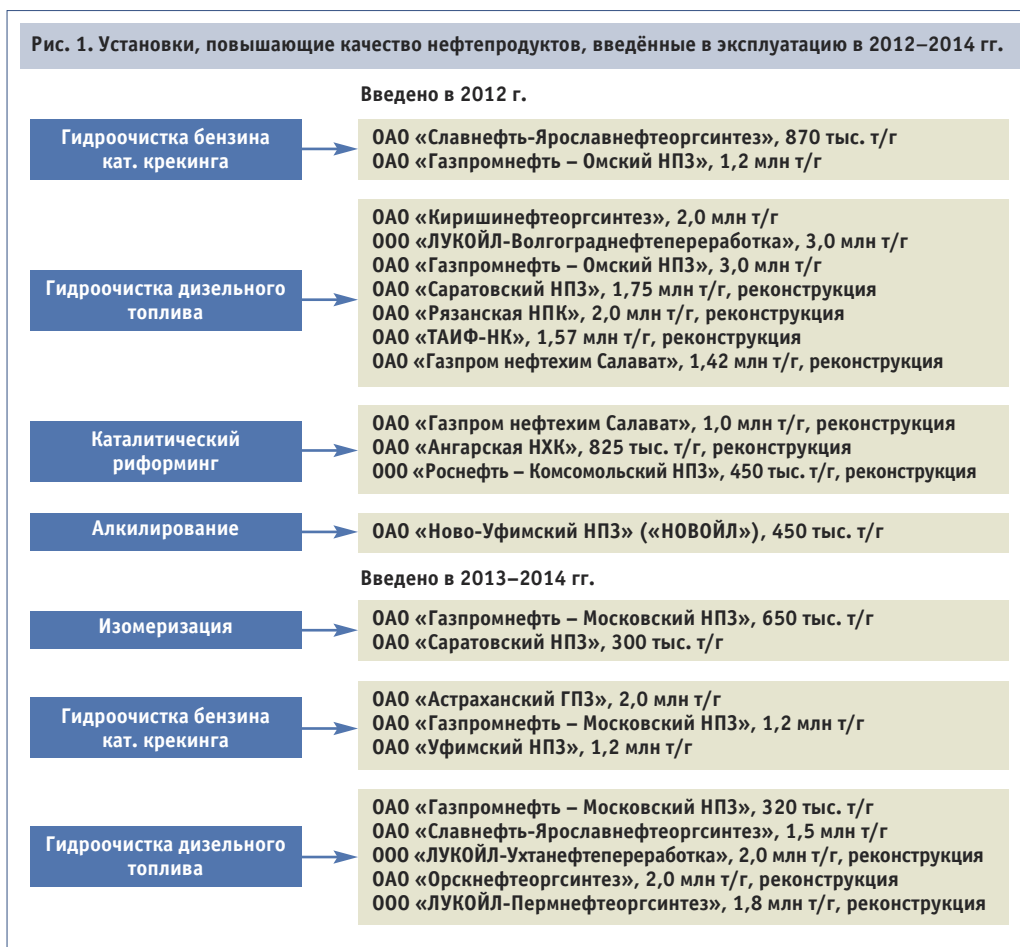 Рис. 1. Установки, повышающие качество нефтепродуктов, введённые в эксплуатацию в 2012–2014 гг.
Введено в 2012 г.
Гидроочистка бензина
кат. крекинга
ОАО «Славнефть-Ярославнефтеоргсинтез», 870 тыс. т/г
ОАО «Газпромнефть – Омский НПЗ», 1,2 млн т/г
Гидроочистка дизельного
топлива
ОАО «Киришинефтеоргсинтез», 2,0 млн т/г
ООО «ЛУКОЙЛ-Волгограднефтепереработка», 3,0 млн т/г
ОАО «Газпромнефть – Омский НПЗ», 3,0 млн т/г
ОАО «Саратовский НПЗ», 1,75 млн т/г, реконструкция
ОАО «Рязанская НПК», 2,0 млн т/г, реконструкция
ОАО «ТАИФ-НК», 1,57 млн т/г, реконструкция
ОАО «Газпром нефтехим Салават», 1,42 млн т/г, реконструкция
Каталитический
риформинг
ОАО «Газпром нефтехим Салават», 1,0 млн т/г, реконструкция
ОАО «Ангарская НХК», 825 тыс. т/г, реконструкция
ООО «Роснефть – Комсомольский НПЗ», 450 тыс. т/г, реконструкция
Алкилирование
ОАО «Ново-Уфимский НПЗ» («НОВОЙЛ»), 450 тыс. т/г
Введено в 2013–2014 гг.
Изомеризация
ОАО «Газпромнефть – Московский НПЗ», 650 тыс. т/г
ОАО «Саратовский НПЗ», 300 тыс. т/г
Гидроочистка бензина
кат. крекинга
ОАО «Астраханский ГПЗ», 2,0 млн т/г
ОАО «Газпромнефть – Московский НПЗ», 1,2 млн т/г
ОАО «Уфимский НПЗ», 1,2 млн т/г
Гидроочистка дизельного
топлива
ОАО «Газпромнефть – Московский НПЗ», 320 тыс. т/г
ОАО «Славнефть-Ярославнефтеоргсинтез», 1,5 млн т/г
ООО «ЛУКОЙЛ-Ухтанефтепереработка», 2,0 млн т/г, реконструкция
ОАО «Орскнефтеоргсинтез», 2,0 млн т/г, реконструкция
ООО «ЛУКОЙЛ-Пермнефтеоргсинтез», 1,8 млн т/г, реконструкция